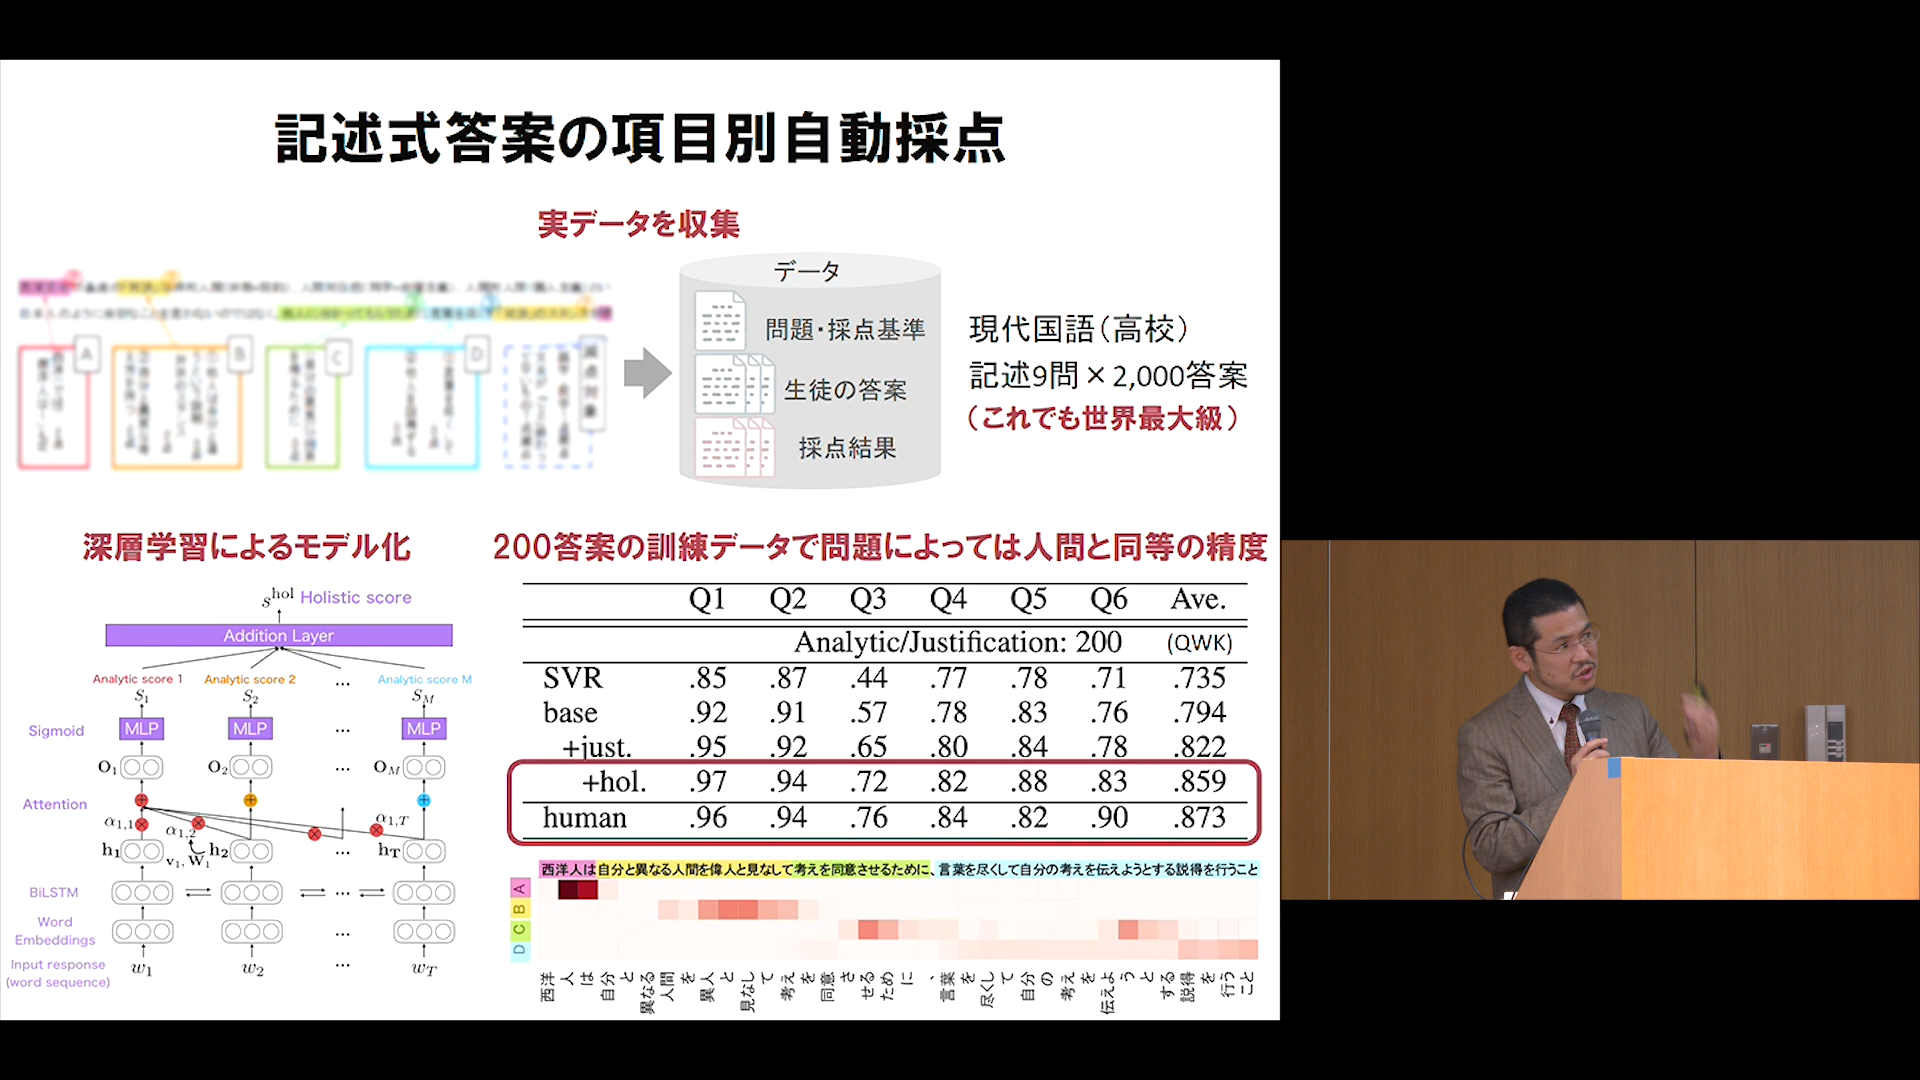 記述式答案の項目別自動採点
実データを収集
A
B
C
D
データ
問題・採点基準
生徒の答案
採点結果
現代国語(高校)
記述9問×2,000答案
(これでも世界最大級)
深層学習によるモデル化
s^hol Holistic score
Addition Layer
Analytic score 1 Analytic score 2 ... Analytic score M
S1 S2 SM
Sigmoid MLP MLP ... MLP
O1 O2 ... OM
Attention
α1,1 α1,2 α1,T
v1, W1
h1 h2 ... hT
BiLSTM ...
Word Embeddings ...
Input response (word sequence) w1 w2 ... wT
200答案の訓練データで問題によっては人間と同等の精度
Q1 Q2 Q3 Q4 Q5 Q6 Ave.
Analytic/Justification: 200 (QWK)
SVR .85 .87 .44 .77 .78 .71 .735
base .92 .91 .57 .78 .83 .76 .794
+just. .95 .92 .65 .80 .84 .78 .822
+hol. .97 .94 .72 .82 .88 .83 .859
human .96 .94 .76 .84 .82 .90 .873
西洋人は自分と異なる人間を偉人と見なして考えを同意させるために、言葉を尽くして自分の考えを伝えようとする説得を行うこと
A
B
C
D
西洋 人 は 自分 と 異なる 人間 を 異人 と 見なし て 考え を 同意 さ せる ため に 、 言葉 を 尽くし て 自分 の 考え を 伝えよ う と する 説得 を 行う こと